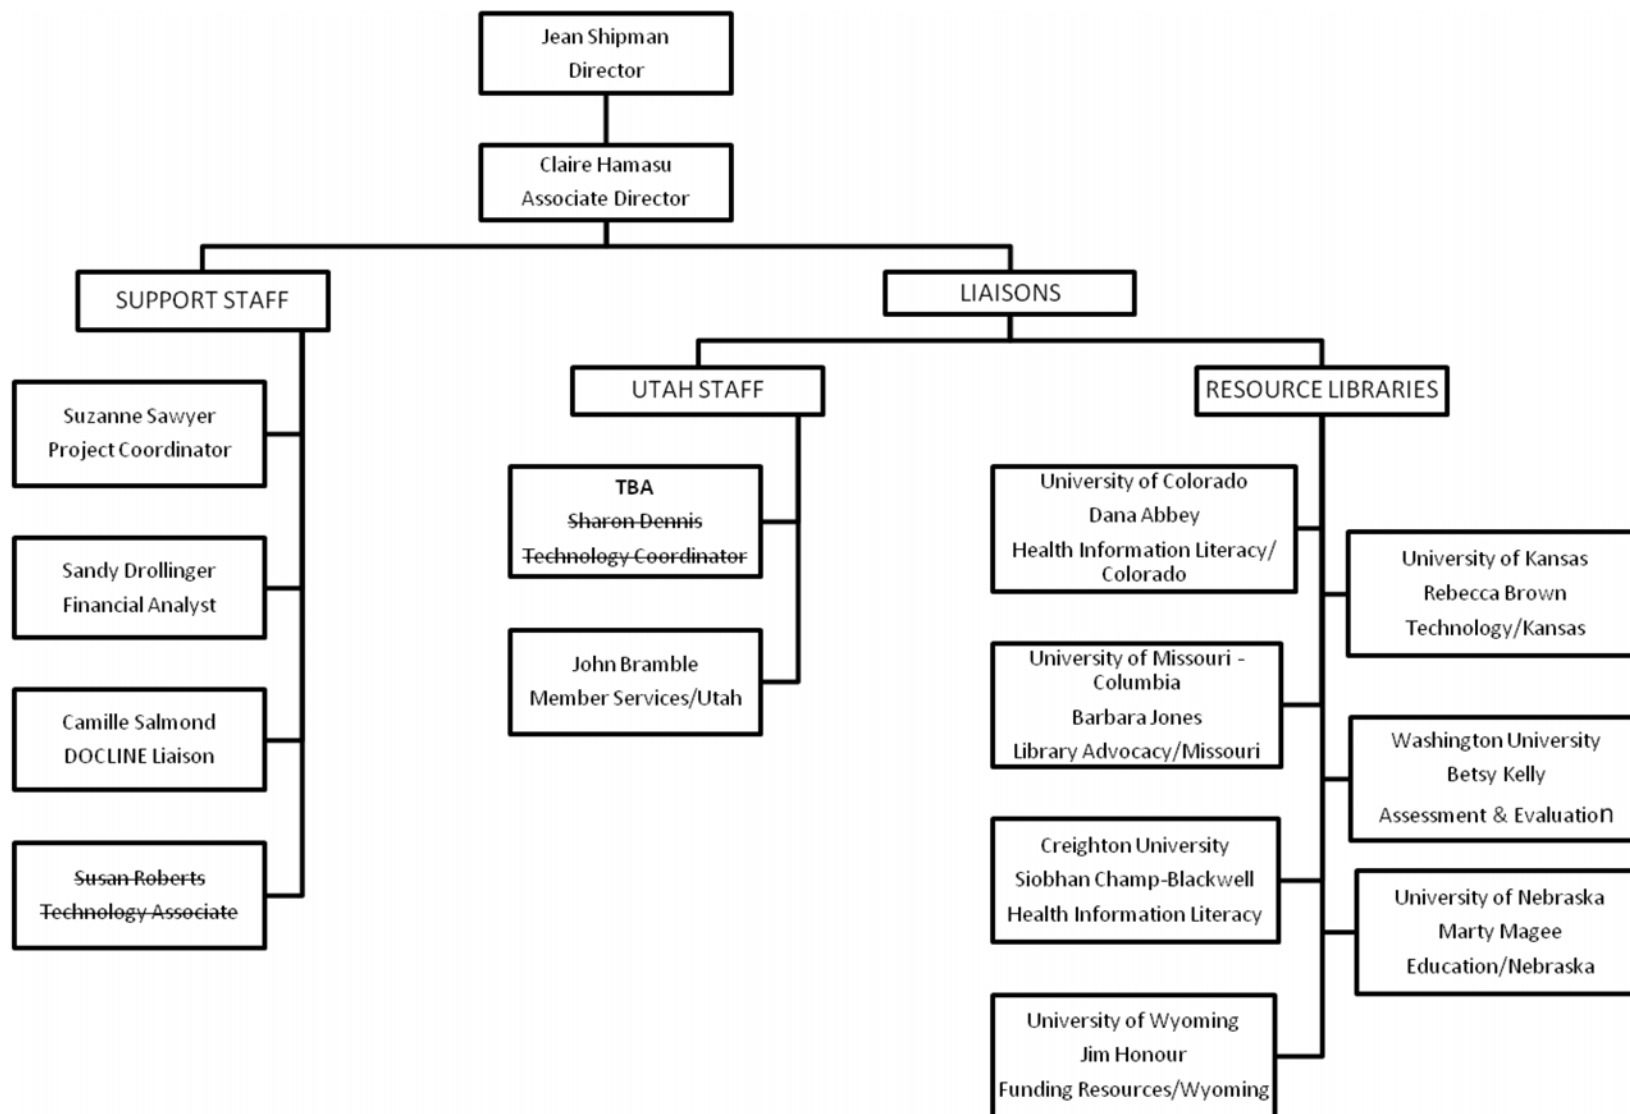 Jean Shipman
Director
Claire Hamasu
Associate Director
SUPPORT STAFF
LIAISONS
UTAH STAFF
RESOURCE LIBRARIES
Suzanne Sawyer
Project Coordinator
Sandy Drollinger
Financial Analyst
Camille Salmond
DOCLINE Liaison
Susan Roberts
Technology Associate
TBA
Sharon Dennis
Technology Coordinator
John Bramble
Member Services/Utah
University of Colorado
Dana Abbey
Health Information Literacy/
Colorado
University of Kansas
Rebecca Brown
Technology/Kansas
University of Missouri -
Columbia
Barbara Jones
Library Advocacy/Missouri
Washington University
Betsy Kelly
Assessment & Evaluation
Creighton University
Siobhan Champ-Blackwell
Health Information Literacy
University of Nebraska
Marty Magee
Education/Nebraska
University of Wyoming
Jim Honour
Funding Resources/Wyoming